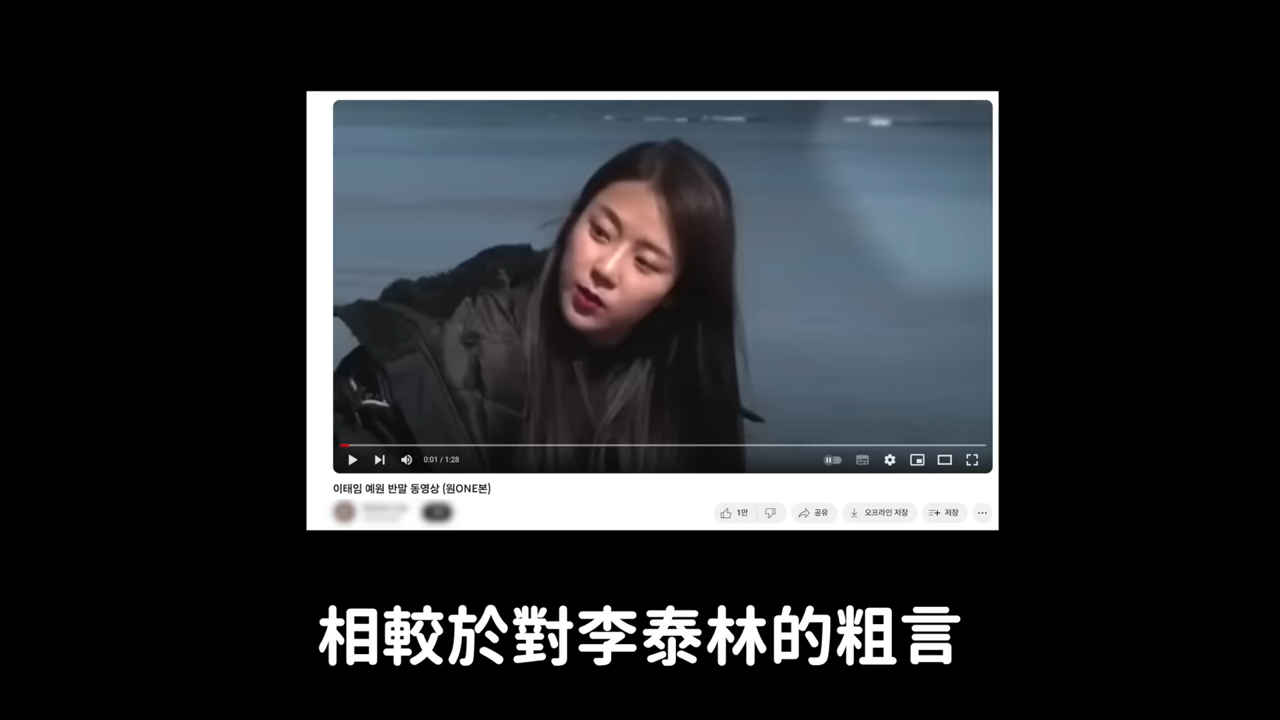 0:01 / 1:28
이태임 예원 반말 동영상 (원ONE본)
1만 공유 오프라인 저장 저장
相較於對李泰林的粗言